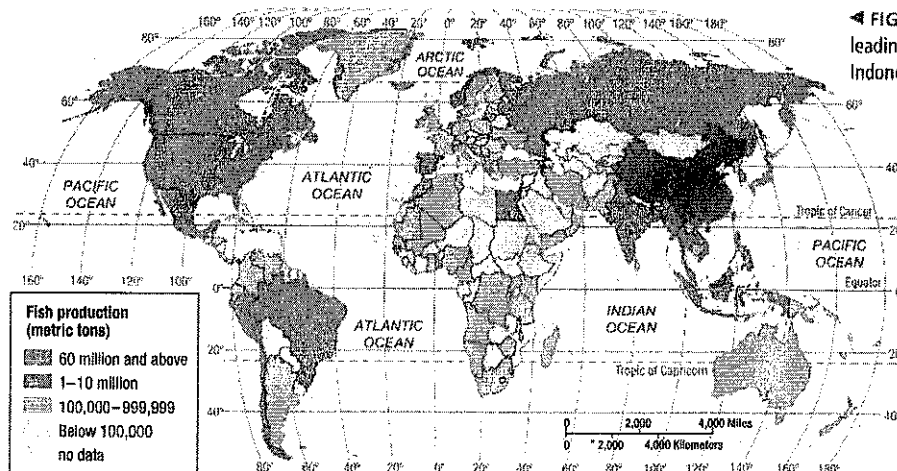 160° 140° 120° 100° 80° 60° 40° 20° 0° 20° 40° 60° 80° 100° 120° 140° 160° 180°
80° 80°
ARCTIC
OCEAN
60° 60°
40° 40°
PACIFIC
OCEAN
ATLANTIC
OCEAN
Tropic of Cancer
20° 20°
PACIFIC
OCEAN
160° 140° 120° 100° 160°
Equator
0° 0° 0°
ATLANTIC
OCEAN
INDIAN
OCEAN
20° 20°
Tropic of Capricorn
40° 40°
80° 60° 40° 20° 0° 20° 40° 60° 80° 100° 120° 140° 160° 180°
Fish production
(metric tons)
60 million and above
1–10 million
100,000–999,999
Below 100,000
no data
0 2,000 4,000 Miles
0 2,000 4,000 Kilometers
◄ FIG
leadin
Indone